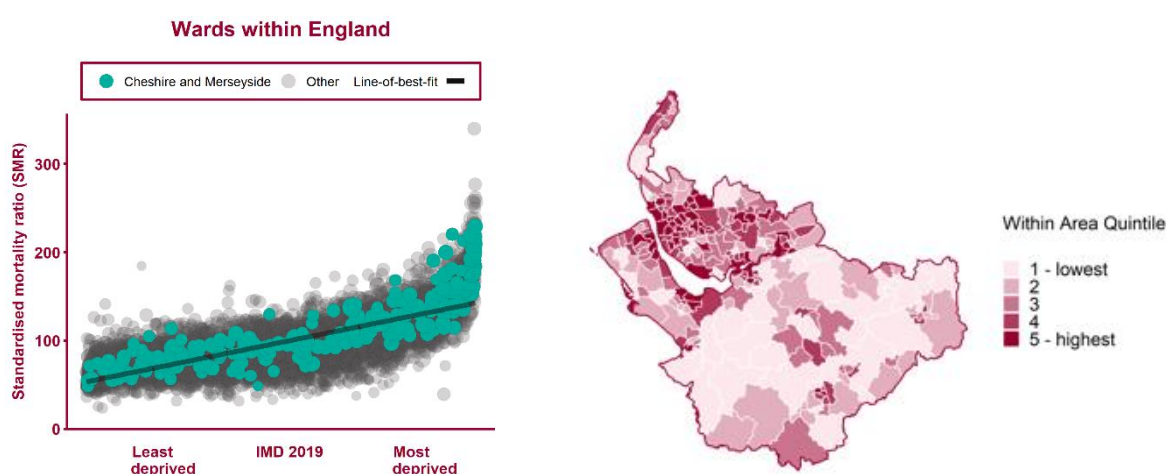 Wards within England
Cheshire and Merseyside Other Line-of-best-fit
Standardised mortality ratio (SMR)
300
200
100
0
Least deprived
IMD 2019
Most deprived
Within Area Quintile
1 - lowest
2
3
4
5 - highest